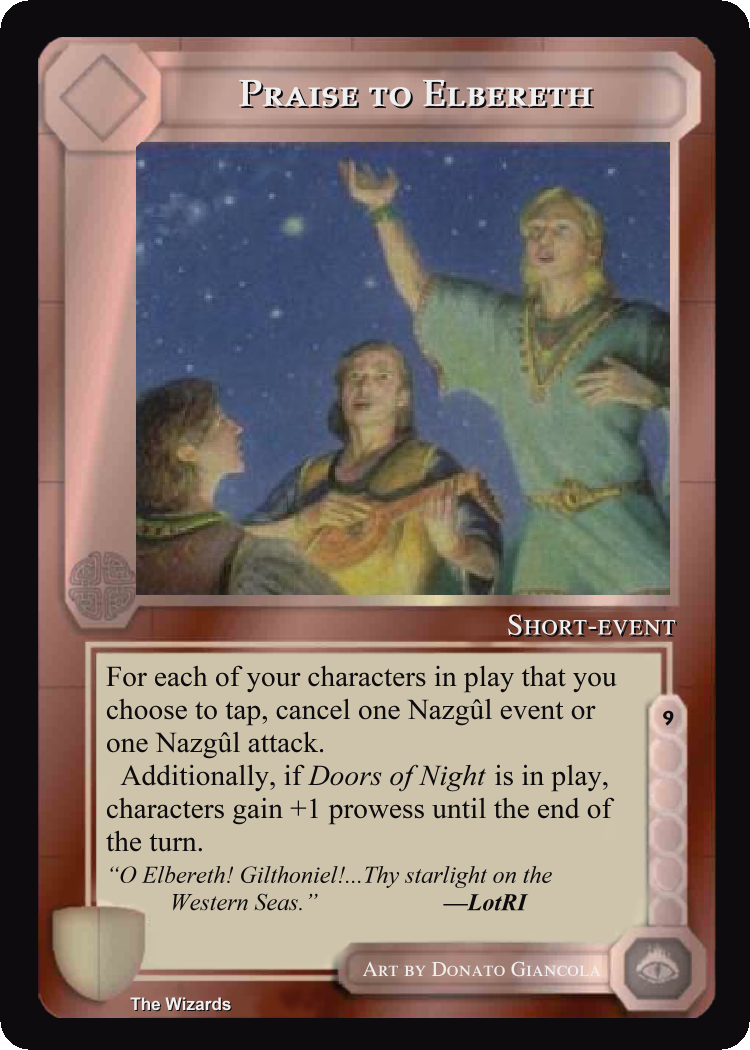 PRAISE TO ELBERETH
SHORT-EVENT
For each of your characters in play that you
choose to tap, cancel one Nazgûl event or
one Nazgûl attack.
Additionally, if Doors of Night is in play,
characters gain +1 prowess until the end of
the turn.
“O Elbereth! Gilthoniel!...Thy starlight on the
Western Seas.” —LotRI
9
ART BY DONATO GIANCOLA
The Wizards